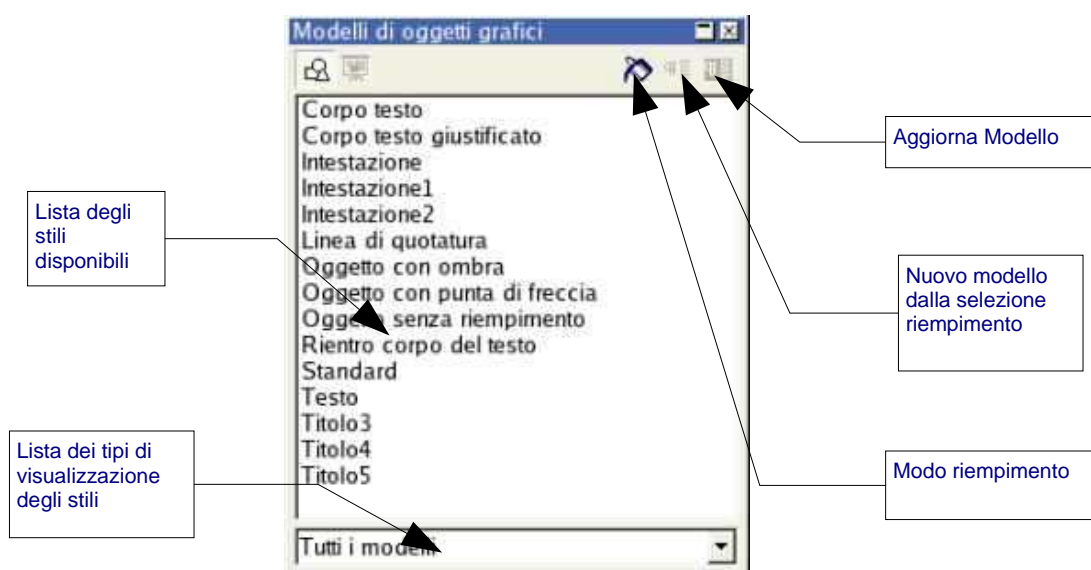 Modelli di oggetti grafici
Corpo testo
Corpo testo giustificato
Intestazione
Intestazione1
Intestazione2
Linea di quotatura
Oggetto con ombra
Oggetto con punta di freccia
Oggetto senza riempimento
Rientro corpo del testo
Standard
Testo
Titolo3
Titolo4
Titolo5
Tutti i modelli
Lista degli
stili
disponibili
Lista dei tipi di
visualizzazione
degli stili
Aggiorna Modello
Nuovo modello
dalla selezione
riempimento
Modo riempimento